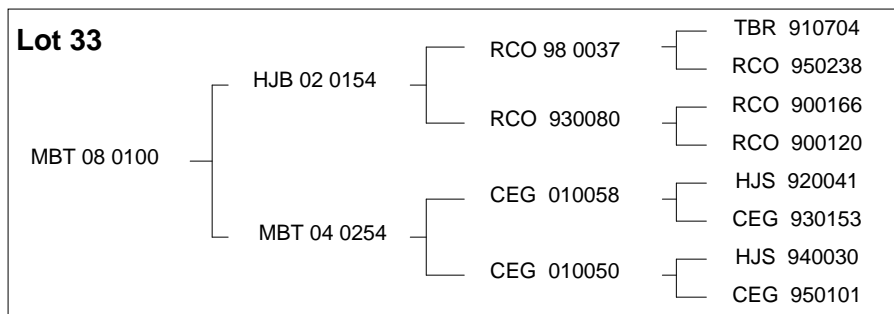 Lot 33
TBR 910704
RCO 98 0037
RCO 950238
HJB 02 0154
RCO 900166
RCO 930080
RCO 900120
MBT 08 0100
HJS 920041
CEG 010058
CEG 930153
MBT 04 0254
HJS 940030
CEG 010050
CEG 950101